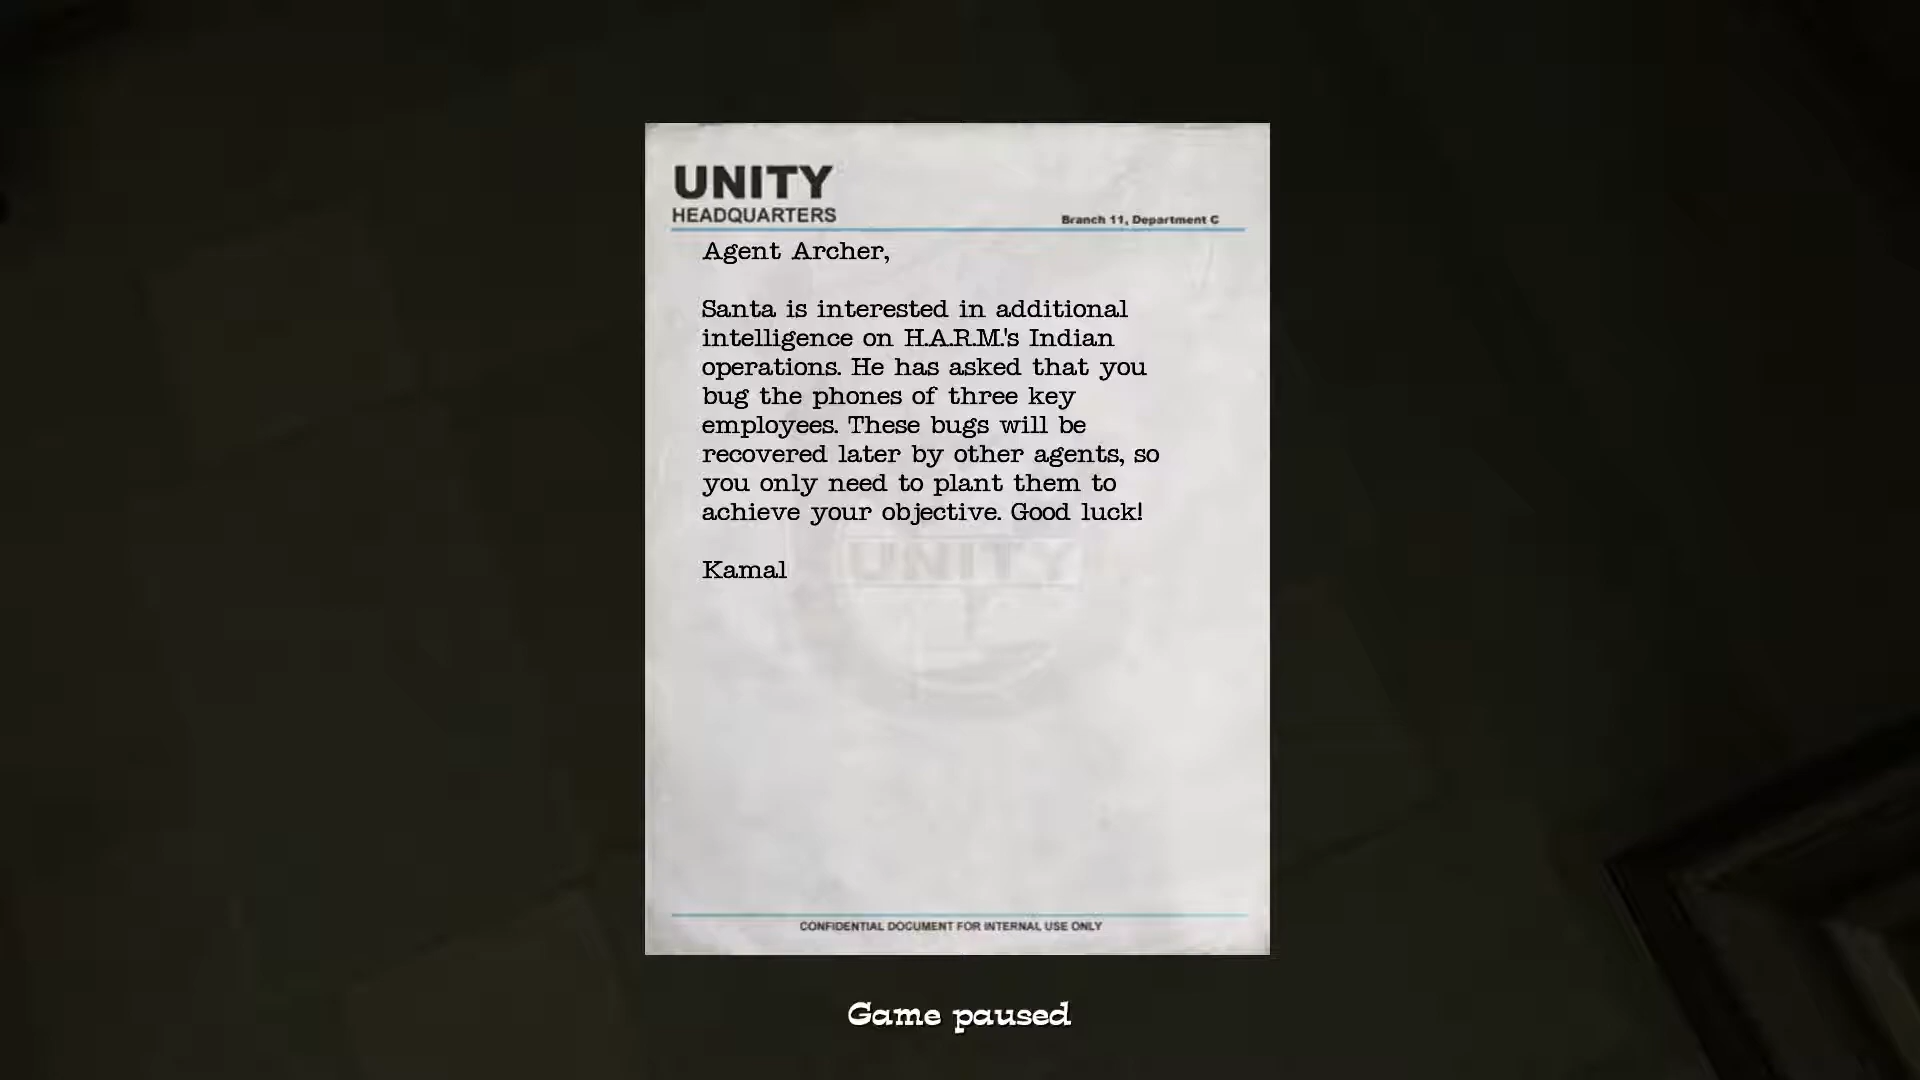 UNITY
HEADQUARTERS
Branch 11, Department C
Agent Archer,
Santa is interested in additional
intelligence on H.A.R.M.'s Indian
operations. He has asked that you
bug the phones of three key
employees. These bugs will be
recovered later by other agents, so
you only need to plant them to
achieve your objective. Good luck!
Kamal
UNITY
CONFIDENTIAL DOCUMENT FOR INTERNAL USE ONLY
Game paused